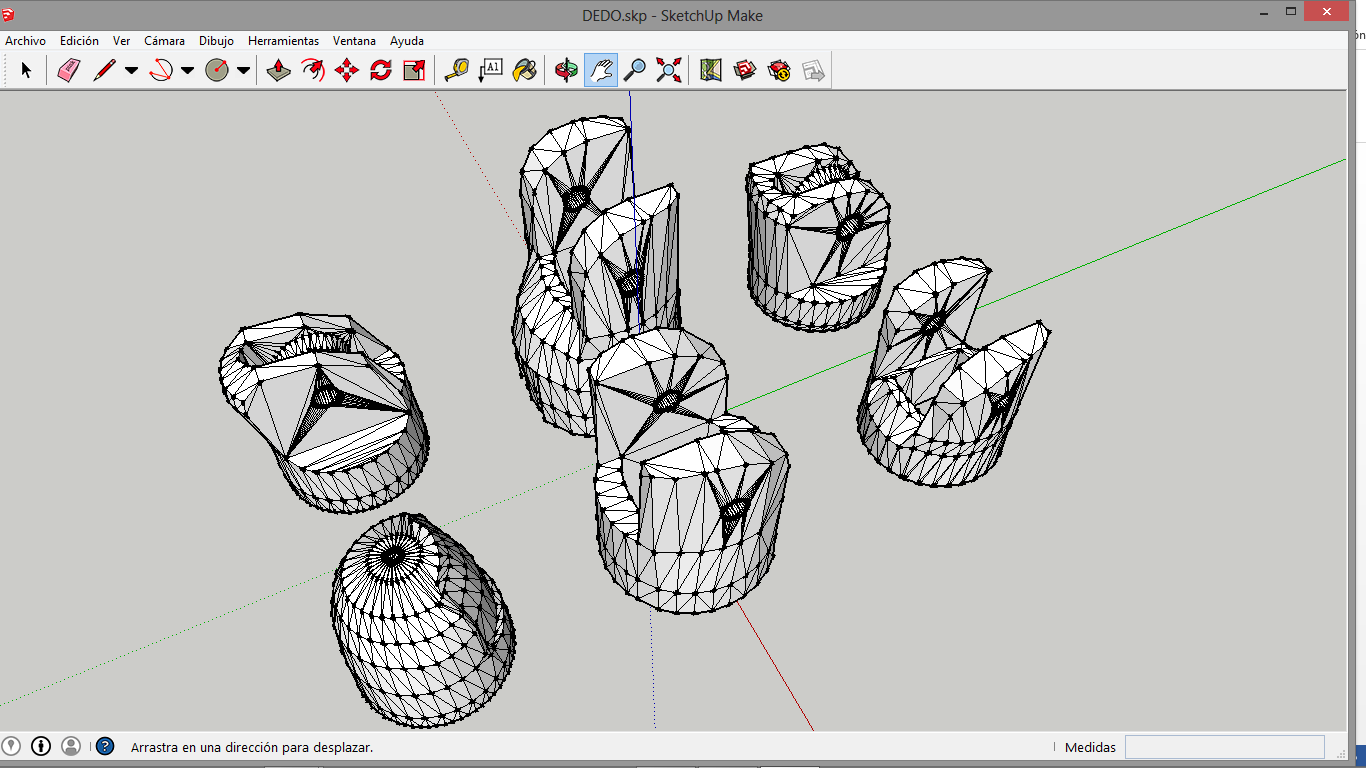 DEDO.skp - SketchUp Make
Archivo Edición Ver Cámara Dibujo Herramientas Ventana Ayuda
A1
Arrastra en una dirección para desplazar.
Medidas